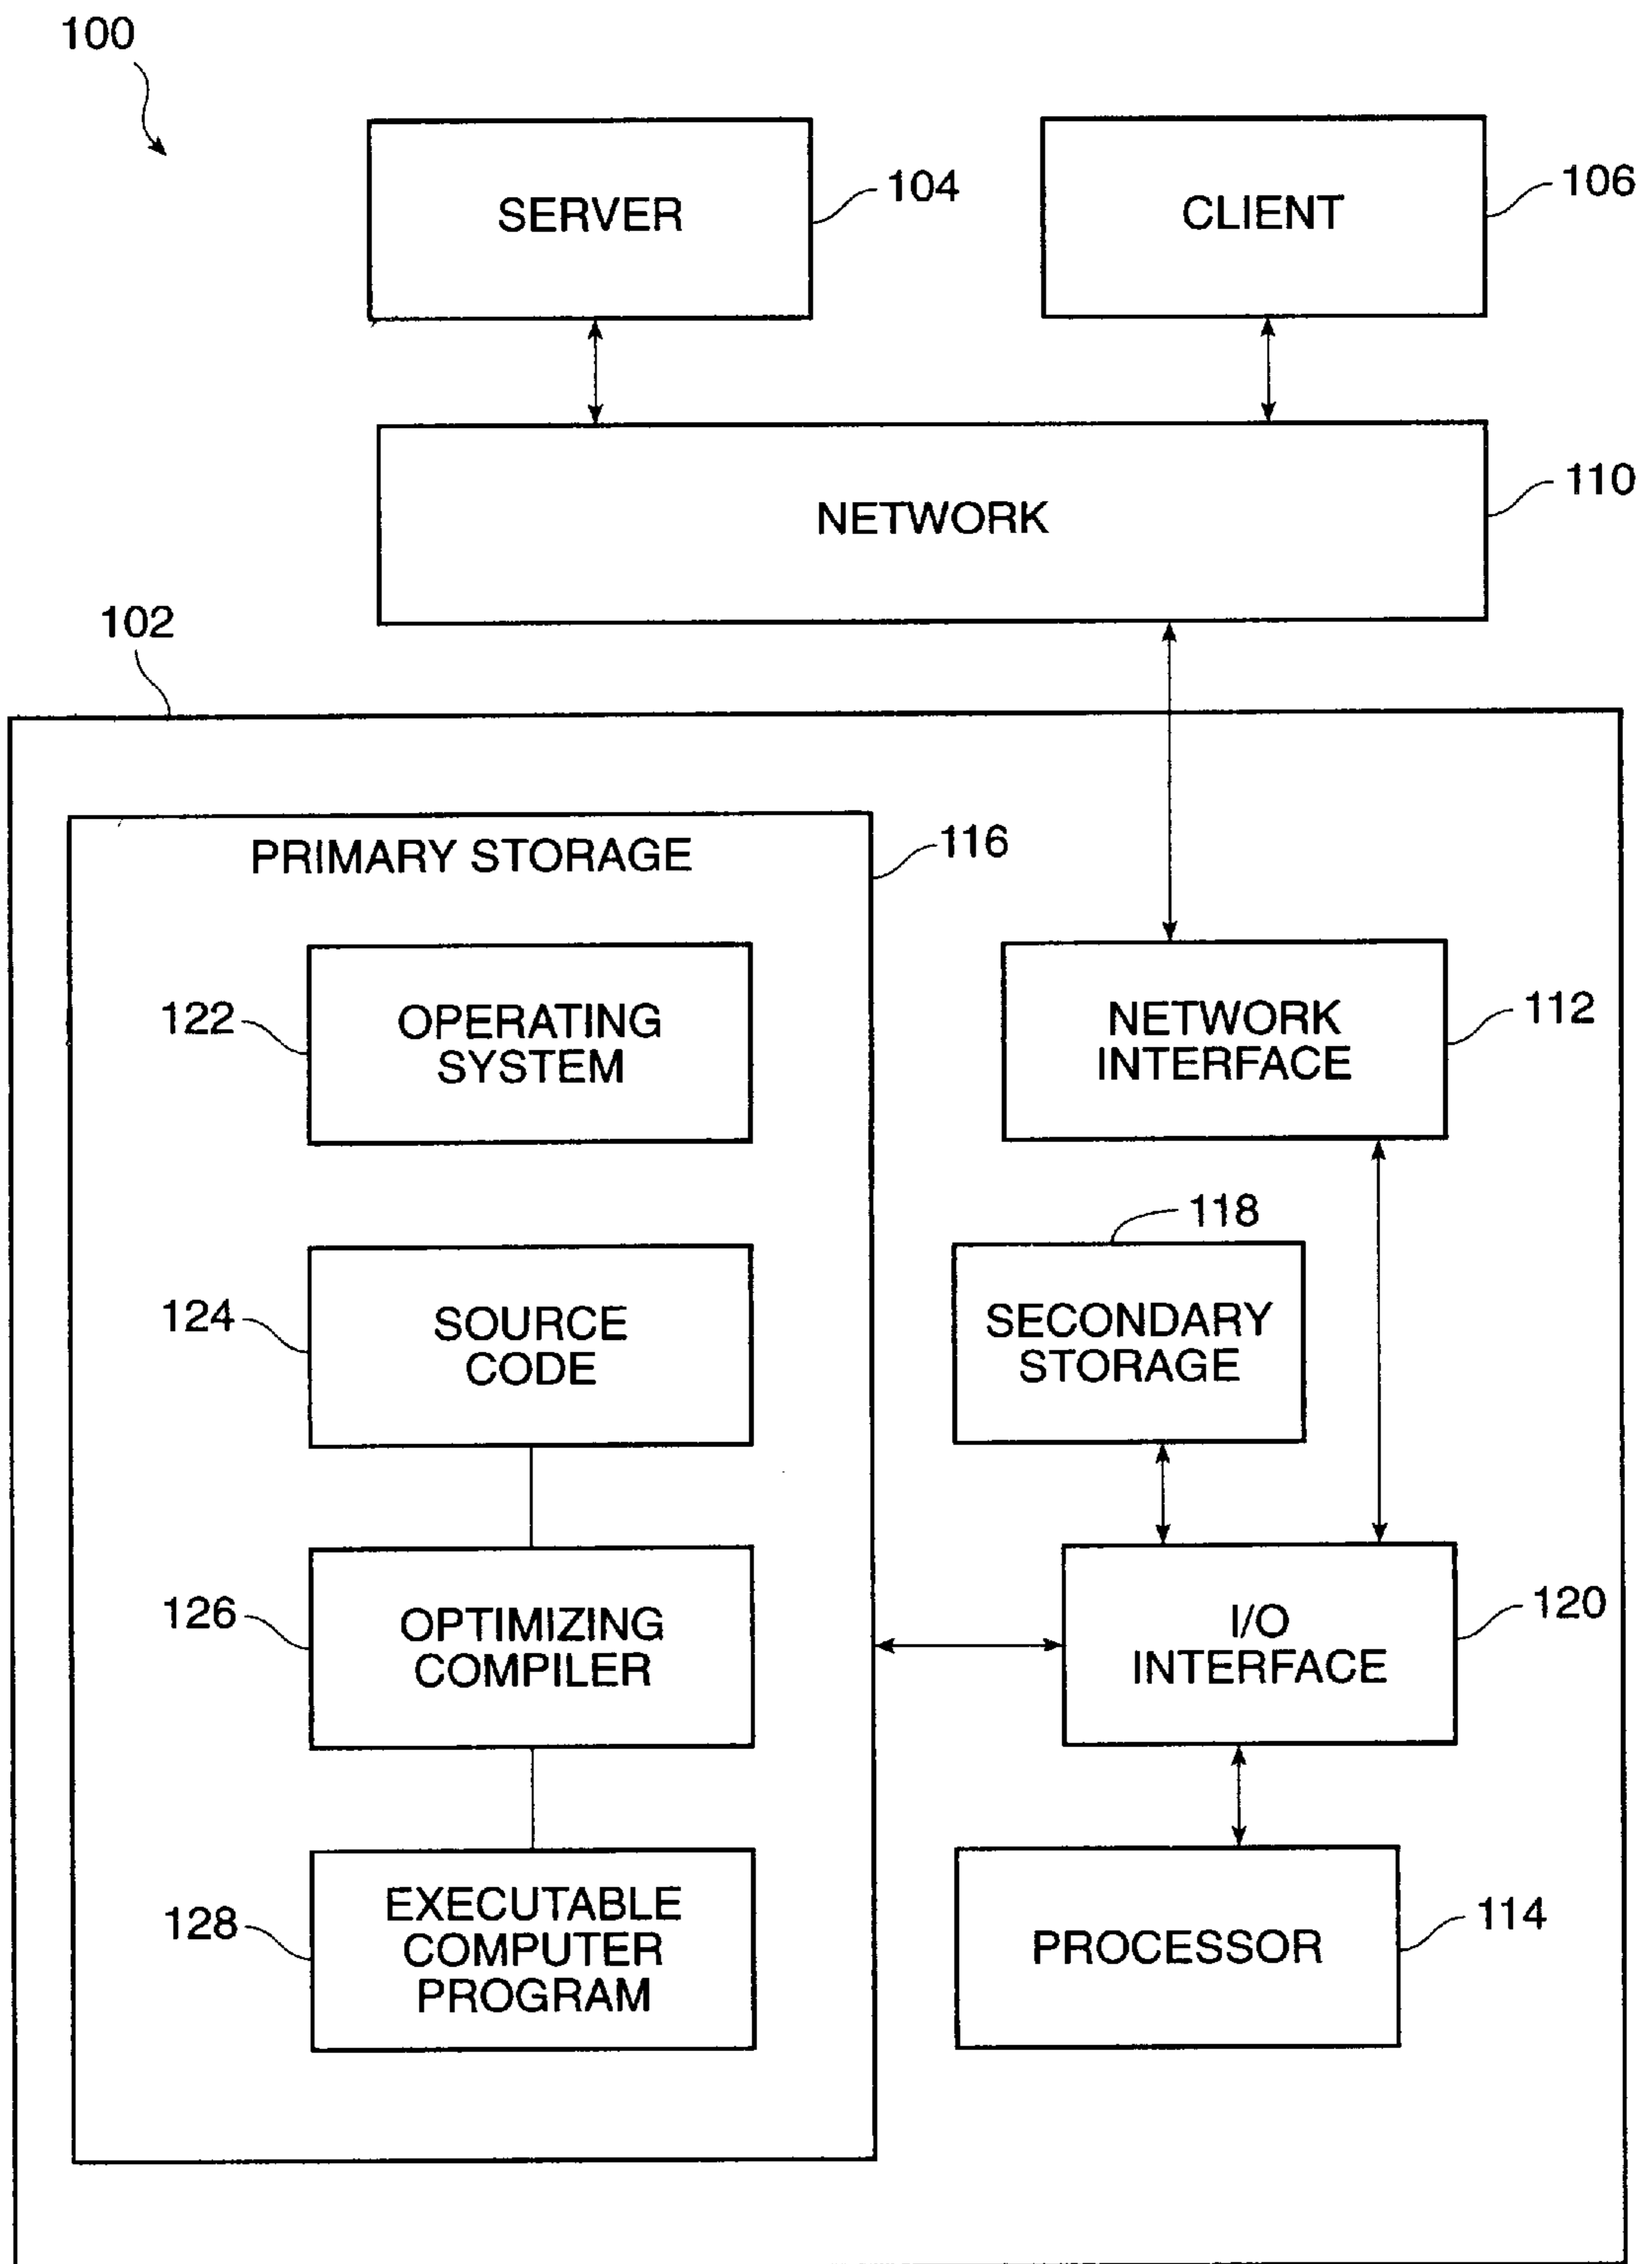 100
SERVER
104
CLIENT
106
NETWORK
110
102
PRIMARY STORAGE
116
122
OPERATING
SYSTEM
NETWORK
INTERFACE
112
118
124
SOURCE
CODE
SECONDARY
STORAGE
126
OPTIMIZING
COMPILER
I/O
INTERFACE
120
128
EXECUTABLE
COMPUTER
PROGRAM
PROCESSOR
114